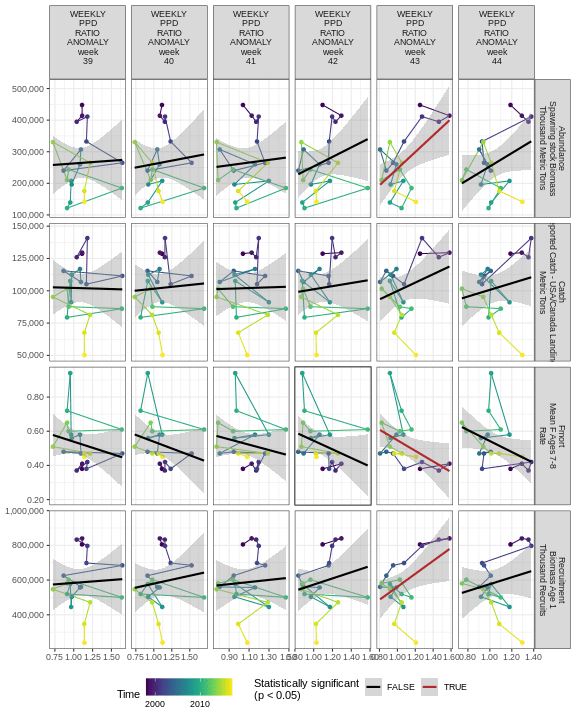 WEEKLY PPD RATIO ANOMALY week 39
WEEKLY PPD RATIO ANOMALY week 40
WEEKLY PPD RATIO ANOMALY week 41
WEEKLY PPD RATIO ANOMALY week 42
WEEKLY PPD RATIO ANOMALY week 43
WEEKLY PPD RATIO ANOMALY week 44
500,000
400,000
300,000
200,000
100,000
Abundance
Spawning stock Biomass
Thousand Metric Tons
150,000
125,000
100,000
75,000
50,000
Catch
Catch - USA/Canada
Metric Tons
0.80
0.60
0.40
0.20
Fmort
Mean F Ages 7-8
Rate
1,000,000
800,000
600,000
400,000
Recruitment
Biomass Age 1
Thousand Recruits
0.75 1.00 1.25 1.50
0.75 1.00 1.25 1.50
0.90 1.10 1.30
1.00 1.20 1.40
1.00 1.20 1.40
1.00 1.20 1.40
Time
2000 2010
Statistically significant
(p < 0.05)
FALSE
TRUE